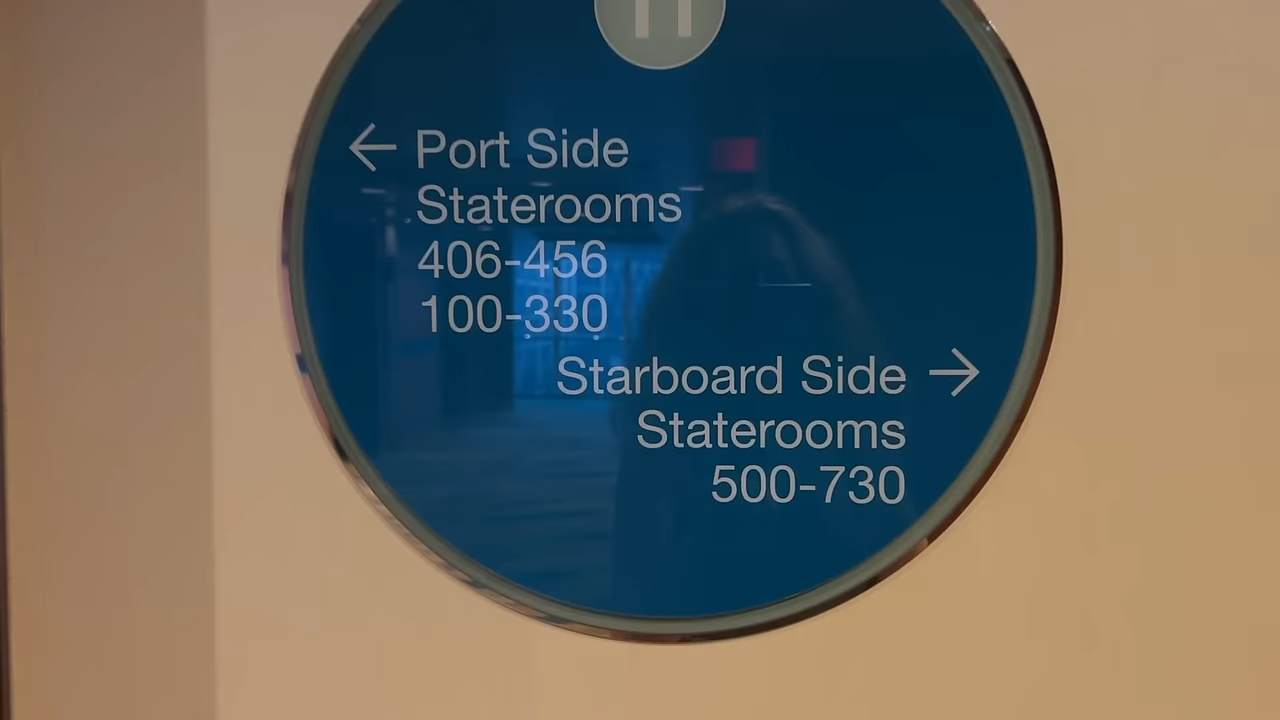 ← Port Side
Staterooms
406-456
100-330
Starboard Side →
Staterooms
500-730